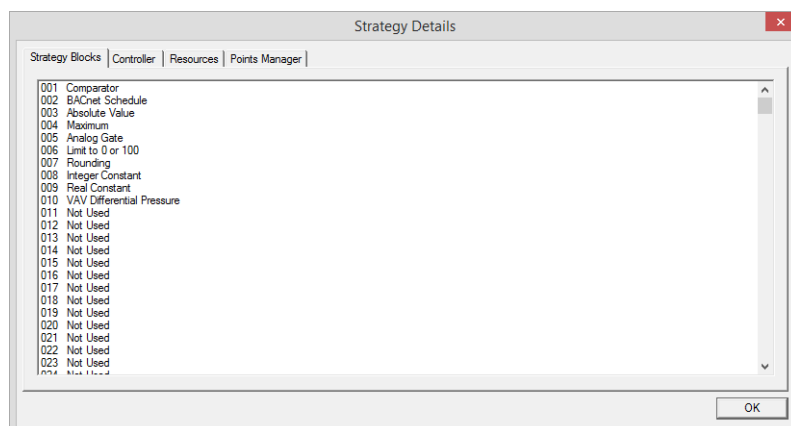 Strategy Details
Strategy Blocks Controller Resources Points Manager
001 Comparator
002 BACnet Schedule
003 Absolute Value
004 Maximum
005 Analog Gate
006 Limit to 0 or 100
007 Rounding
008 Integer Constant
009 Real Constant
010 VAV Differential Pressure
011 Not Used
012 Not Used
013 Not Used
014 Not Used
015 Not Used
016 Not Used
017 Not Used
018 Not Used
019 Not Used
020 Not Used
021 Not Used
022 Not Used
023 Not Used
024 Not Used
OK